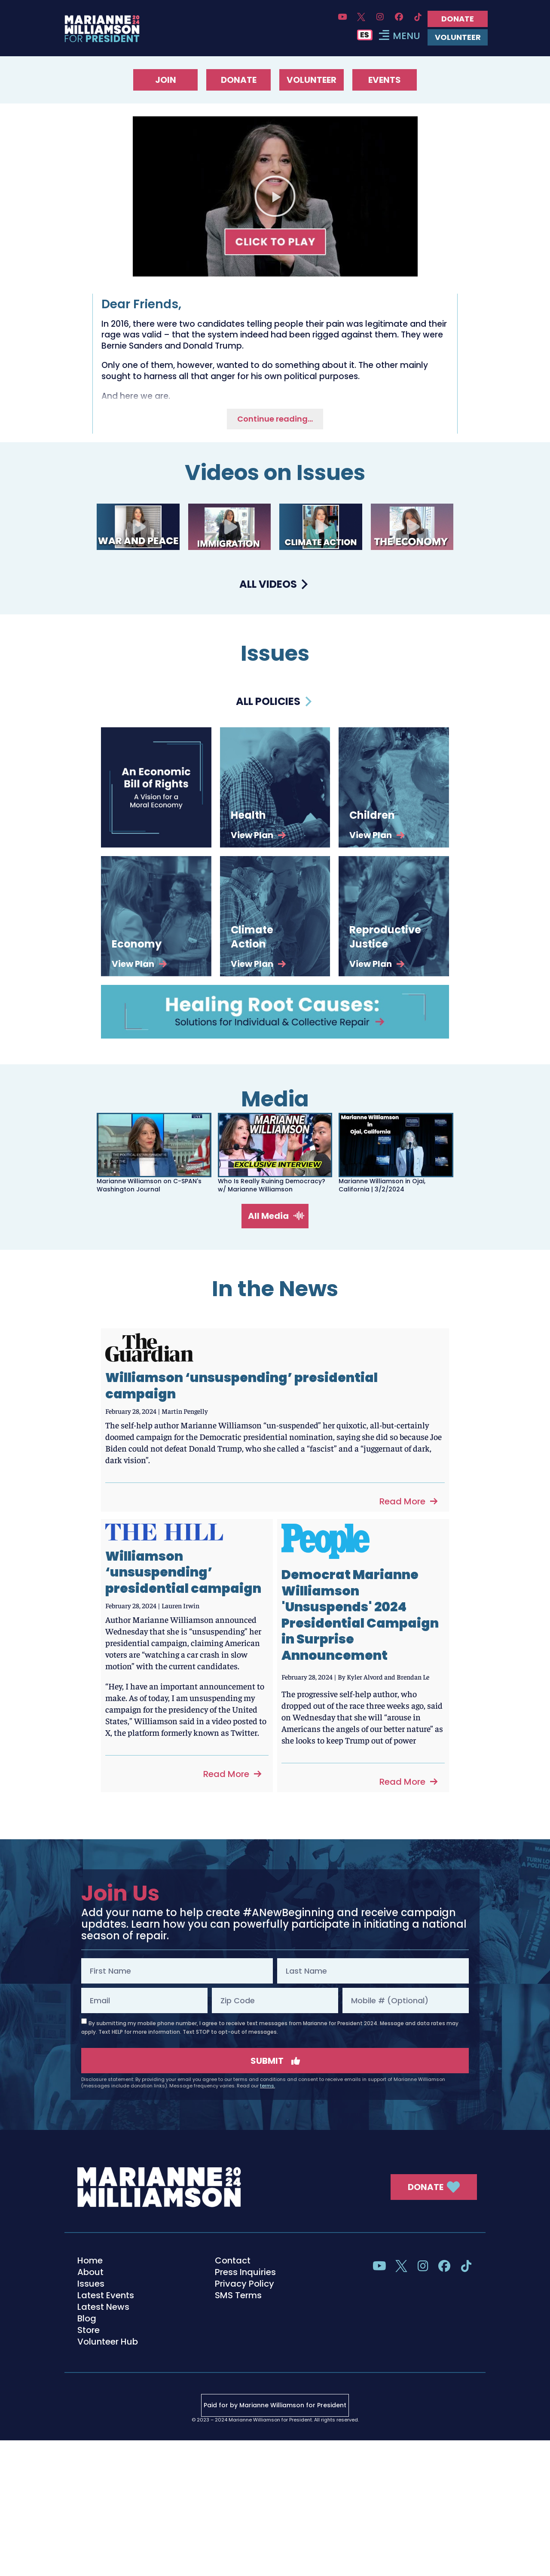 MARIANNE 20
WILLIAMSON 24
FOR PRESIDENT
DONATE
ES
MENU
VOLUNTEER
JOIN
DONATE
VOLUNTEER
EVENTS
CLICK TO PLAY
Dear Friends,
In 2016, there were two candidates telling people their pain was legitimate and their
rage was valid – that the system indeed had been rigged against them. They were
Bernie Sanders and Donald Trump.
Only one of them, however, wanted to do something about it. The other mainly
sought to harness all that anger for his own political purposes.
And here we are.
Continue reading...
Videos on Issues
WAR AND PEACE
IMMIGRATION
CLIMATE ACTION
THE ECONOMY
ALL VIDEOS
Issues
ALL POLICIES
An Economic
Bill of Rights
A Vision for a
Moral Economy
Health
View Plan
Children
View Plan
Economy
View Plan
Climate
Action
View Plan
Reproductive
Justice
View Plan
Healing Root Causes:
Solutions for Individual & Collective Repair
Media
MARIANNE
WILLIAMSON
EXCLUSIVE INTERVIEW
Marianne Williamson
in
Ojai, California
Marianne Williamson on C-SPAN's
Washington Journal
Who Is Really Ruining Democracy?
w/ Marianne Williamson
Marianne Williamson in Ojai,
California | 3/2/2024
All Media
In the News
The
Guardian
Williamson ‘unsuspending’ presidential
campaign
February 28, 2024 | Martin Pengelly
The self-help author Marianne Williamson “un-suspended” her quixotic, all-but-certainly
doomed campaign for the Democratic presidential nomination, saying she did so because Joe
Biden could not defeat Donald Trump, who she called a “fascist” and a “juggernaut of dark,
dark vision”.
Read More
THE HILL
Williamson
‘unsuspending’
presidential campaign
February 28, 2024 | Lauren Irwin
Author Marianne Williamson announced
Wednesday that she is “unsuspending” her
presidential campaign, claiming American
voters are “watching a car crash in slow
motion” with the current candidates.
“Hey, I have an important announcement to
make. As of today, I am unsuspending my
campaign for the presidency of the United
States,” Williamson said in a video posted to
X, the platform formerly known as Twitter.
Read More
People
Democrat Marianne
Williamson
'Unsuspends' 2024
Presidential Campaign
in Surprise
Announcement
February 28, 2024 | By Kyler Alvord and Brendan Le
The progressive self-help author, who
dropped out of the race three weeks ago, said
on Wednesday that she will “arouse in
Americans the angels of our better nature” as
she looks to keep Trump out of power
Read More
Join Us
Add your name to help create #ANewBeginning and receive campaign
updates. Learn how you can powerfully participate in initiating a national
season of repair.
First Name
Last Name
Email
Zip Code
Mobile # (Optional)
By submitting my mobile phone number, I agree to receive text messages from Marianne for President 2024. Message and data rates may
apply. Text HELP for more information. Text STOP to opt-out of messages.
SUBMIT
Disclosure statement: By providing your email you agree to our terms and conditions and consent to receive emails in support of Marianne Williamson
(messages include donation links). Message frequency varies. Read our terms.
MARIANNE 20
WILLIAMSON 24
DONATE
Home
About
Issues
Latest Events
Latest News
Blog
Store
Volunteer Hub
Contact
Press Inquiries
Privacy Policy
SMS Terms
Paid for by Marianne Williamson for President
© 2023 - 2024 Marianne Williamson for President. All rights reserved.